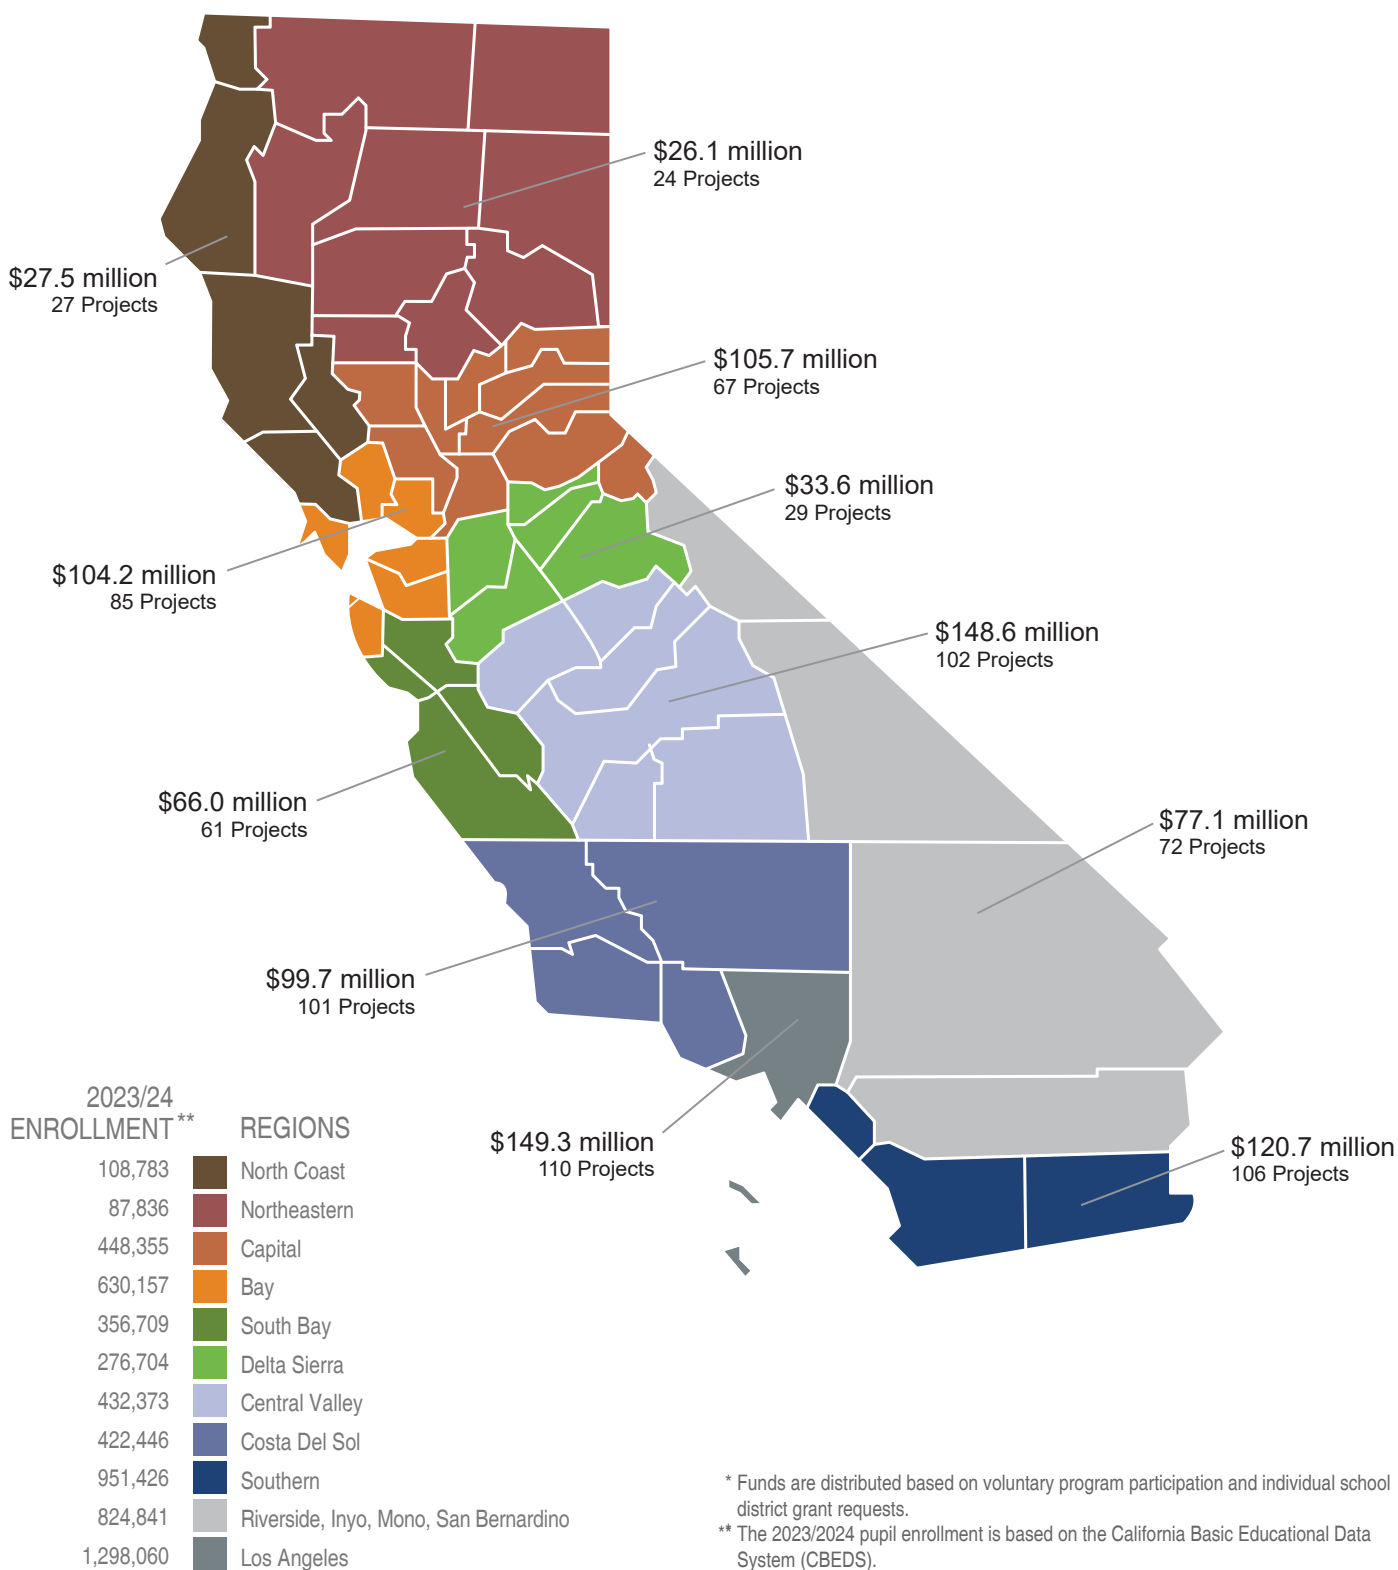 $26.1 million
24 Projects
$27.5 million
27 Projects
$105.7 million
67 Projects
$33.6 million
29 Projects
$104.2 million
85 Projects
$148.6 million
102 Projects
$66.0 million
61 Projects
$77.1 million
72 Projects
$99.7 million
101 Projects
$149.3 million
110 Projects
$120.7 million
106 Projects
2023/24
ENROLLMENT** REGIONS
108,783 North Coast
87,836 Northeastern
448,355 Capital
630,157 Bay
356,709 South Bay
276,704 Delta Sierra
432,373 Central Valley
422,446 Costa Del Sol
951,426 Southern
824,841 Riverside, Inyo, Mono, San Bernardino
1,298,060 Los Angeles
* Funds are distributed based on voluntary program participation and individual school
district grant requests.
** The 2023/2024 pupil enrollment is based on the California Basic Educational Data
System (CBEDS).